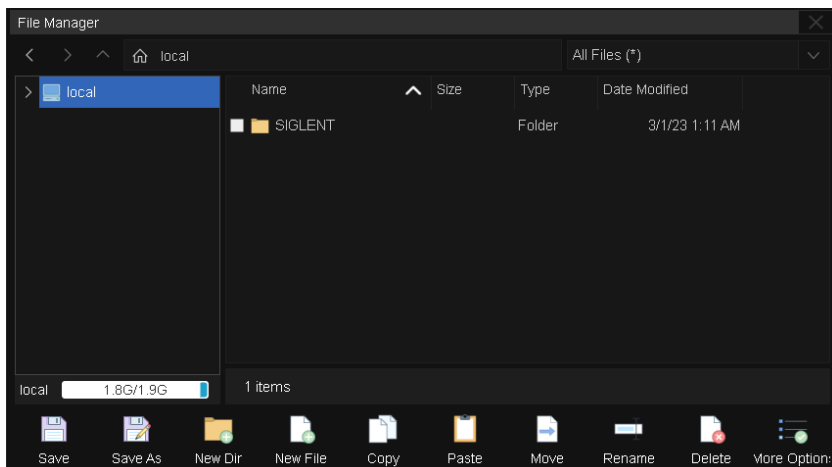 File Manager
local
All Files (*)
local
Name Size Type Date Modified
SIGLENT Folder 3/1/23 1:11 AM
local 1.8G/1.9G
1 items
Save Save As New Dir New File Copy Paste Move Rename Delete More Option